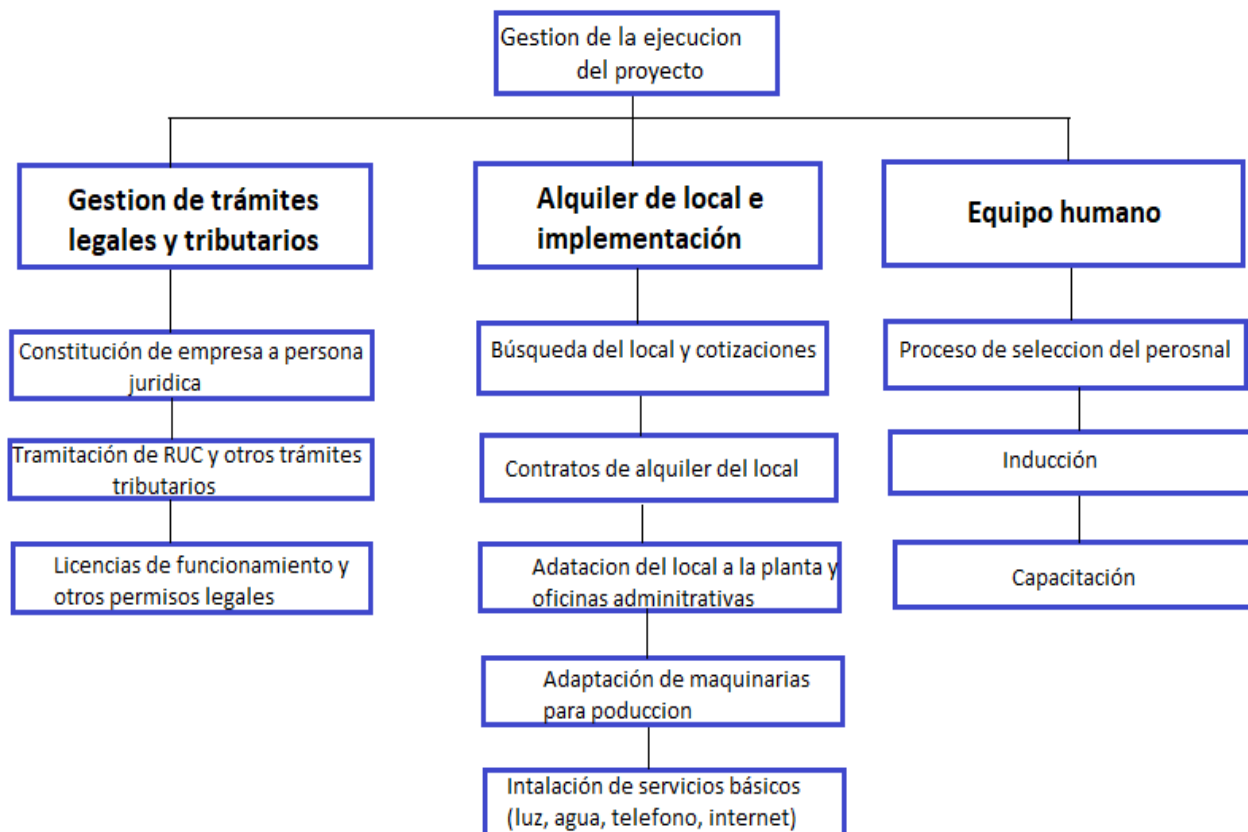 Gestion de la ejecucion
del proyecto
Gestion de trámites
legales y tributarios
Constitución de empresa a persona
juridica
Tramitación de RUC y otros trámites
tributarios
Licencias de funcionamiento y
otros permisos legales
Alquiler de local e
implementación
Búsqueda del local y cotizaciones
Contratos de alquiler del local
Adatacion del local a la planta y
oficinas adminitrativas
Adaptación de maquinarias
para poduccion
Intalación de servicios básicos
(luz, agua, telefono, internet)
Equipo humano
Proceso de seleccion del perosnal
Inducción
Capacitación